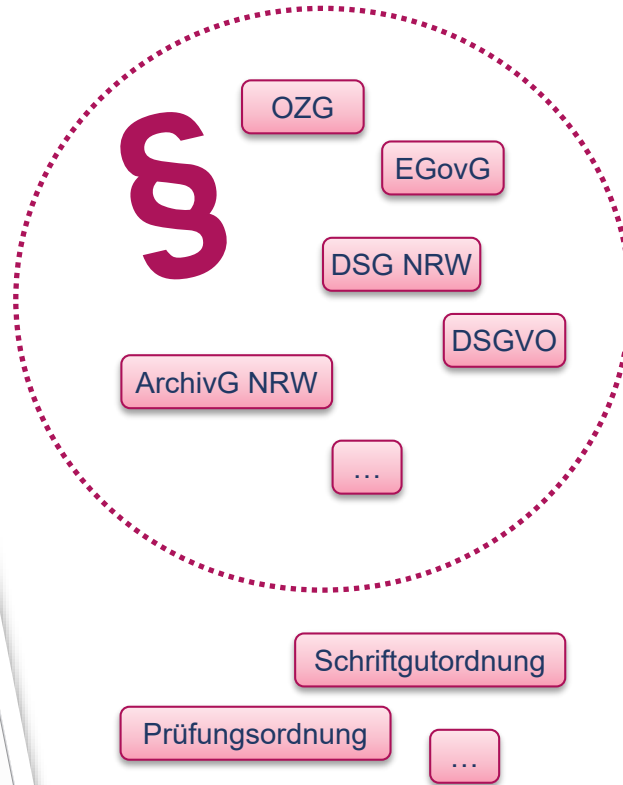 §
OZG
EGovG
DSG NRW
DSGVO
ArchivG NRW
...
Schriftgutordnung
Prüfungsordnung
...